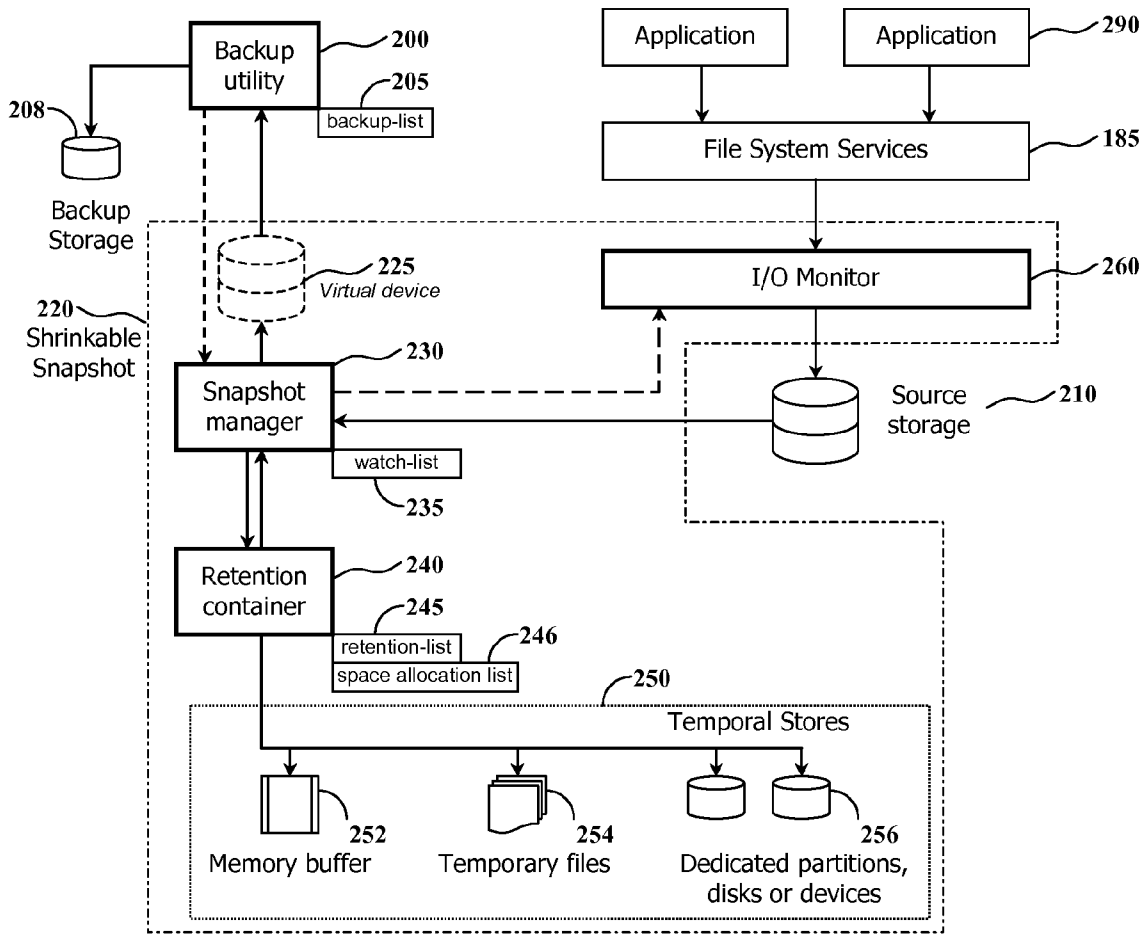 Backup
utility
200
205
backup-list
208
Backup
Storage
Application
Application
290
File System Services
185
225
Virtual device
I/O Monitor
260
220
Shrinkable
Snapshot
230
Snapshot
manager
Source
storage
210
watch-list
235
240
Retention
container
245
retention-list
246
space allocation list
250
Temporal Stores
252
Memory buffer
254
Temporary files
256
Dedicated partitions,
disks or devices